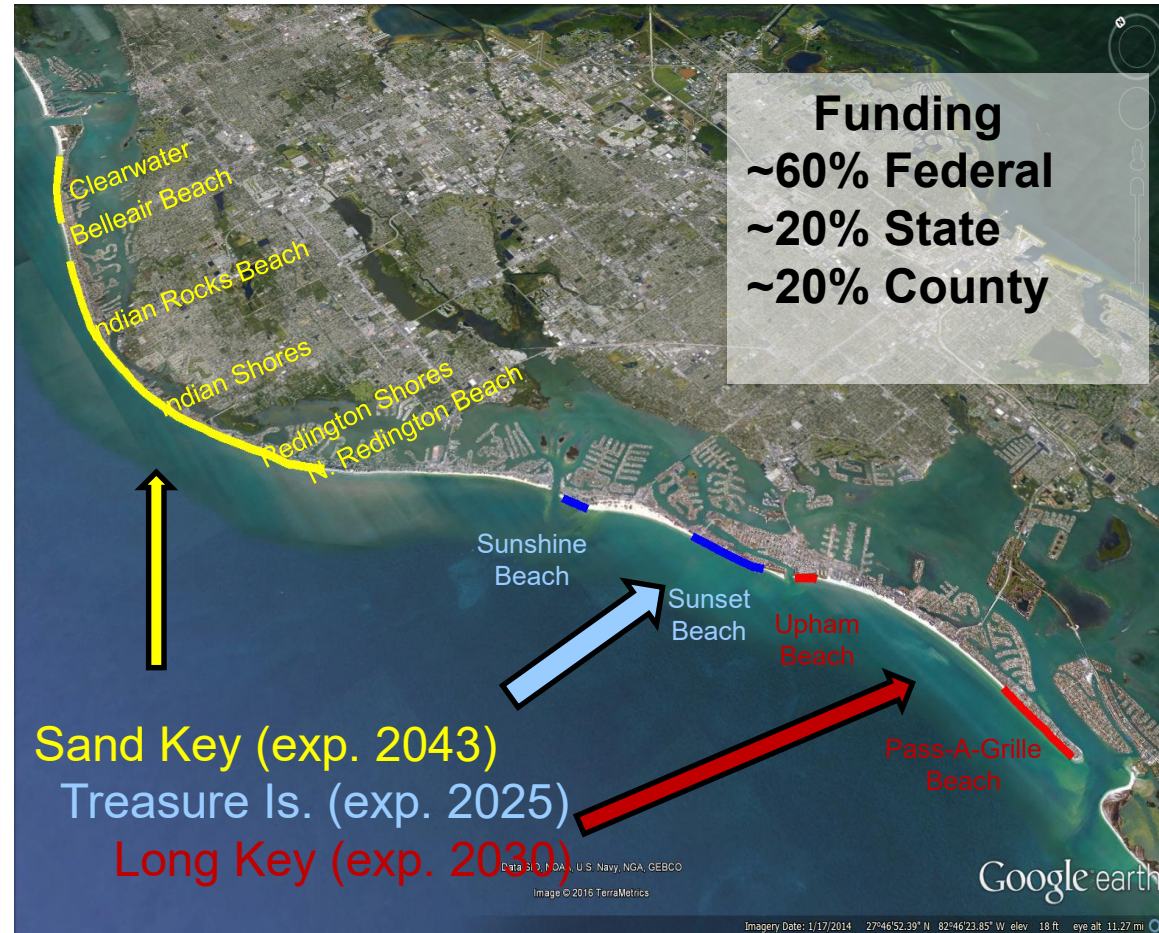 Funding
~60% Federal
~20% State
~20% County
N
Clearwater
Belleair Beach
Indian Rocks Beach
Indian Shores
Redington Shores
N. Redington Beach
Sunshine
Beach
Sunset
Beach
Upham
Beach
Pass-A-Grille
Beach
Sand Key (exp. 2043)
Treasure Is. (exp. 2025)
Long Key (exp. 2030)
Data SIO, NOAA, U.S. Navy, NGA, GEBCO
Image © 2016 TerraMetrics
Google earth
Imagery Date: 1/17/2014 27°46'52.39" N 82°46'23.85" W elev 18 ft eye alt 11.27 mi